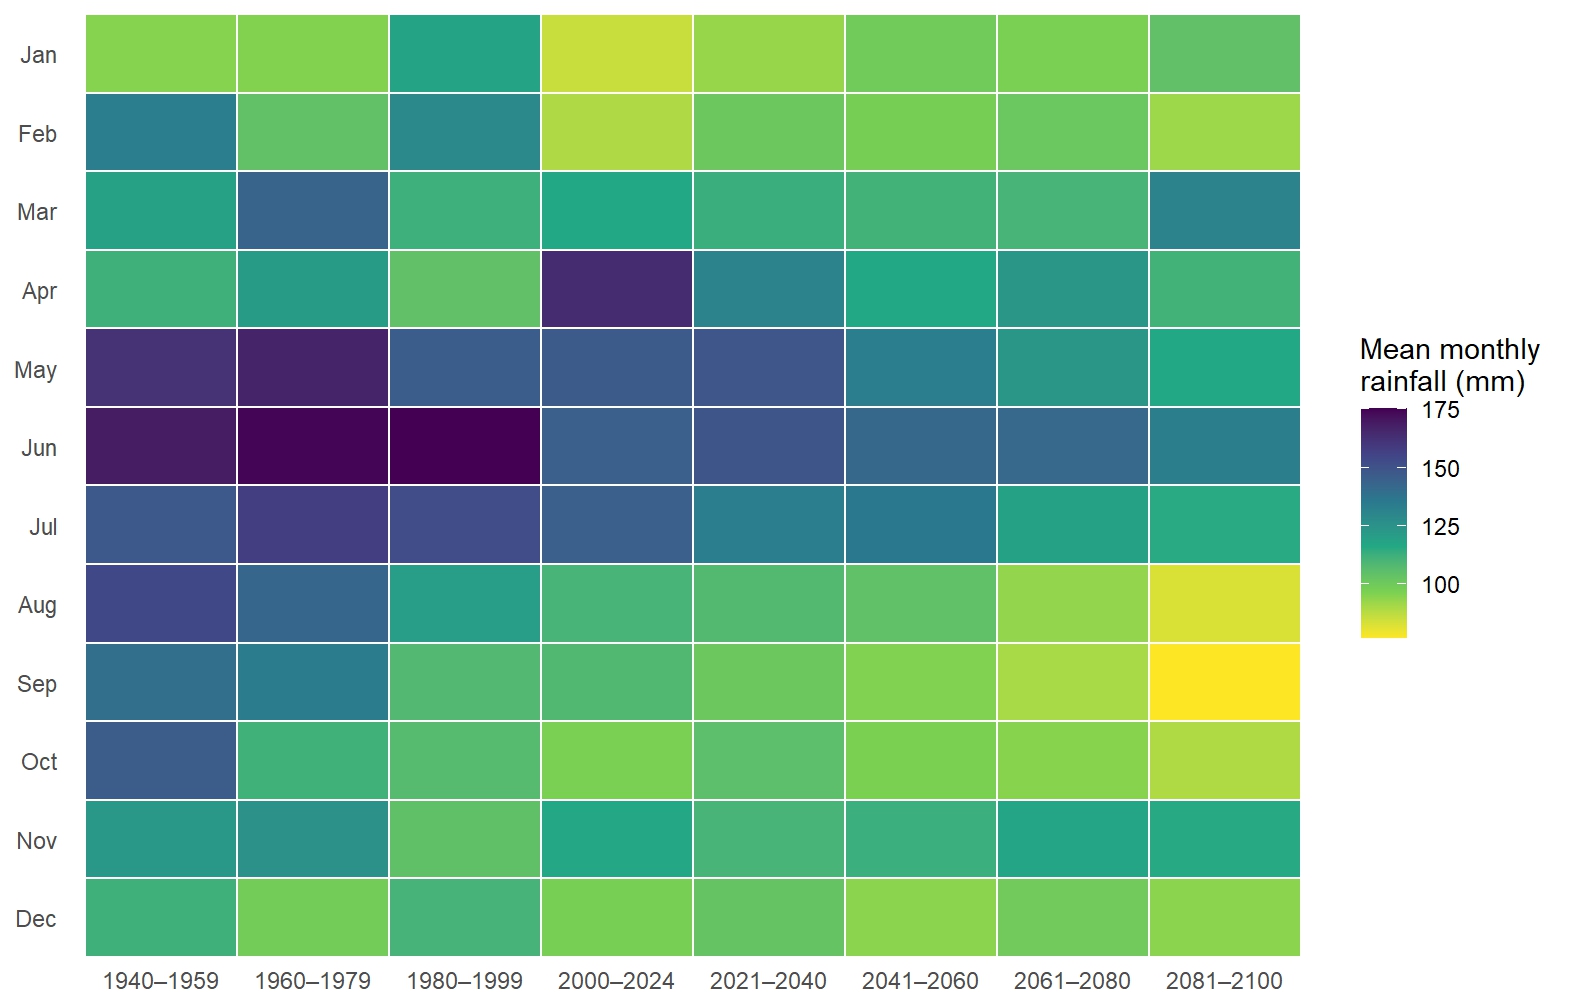 Jan
Feb
Mar
Apr
May
Jun
Jul
Aug
Sep
Oct
Nov
Dec
1940–1959 1960–1979 1980–1999 2000–2024 2021–2040 2041–2060 2061–2080 2081–2100
Mean monthly
rainfall (mm)
175
150
125
100